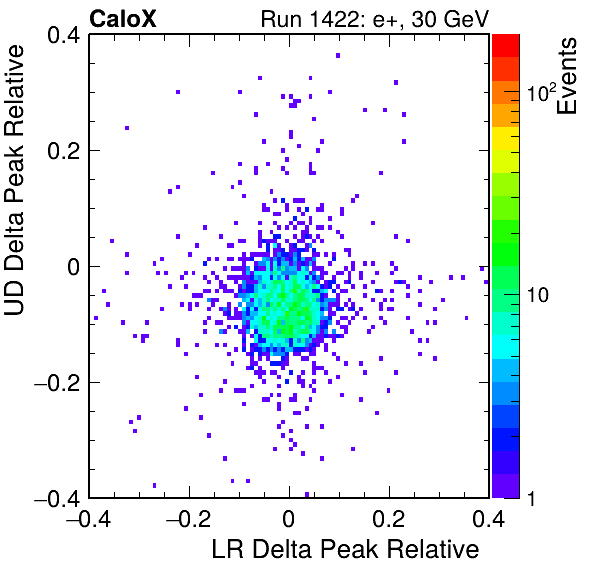 CaloX Run 1422: e+, 30 GeV
UD Delta Peak Relative
0.4
0.2
0
−0.2
−0.4
−0.4 −0.2 0 0.2 0.4
LR Delta Peak Relative
Events
10²
10
1